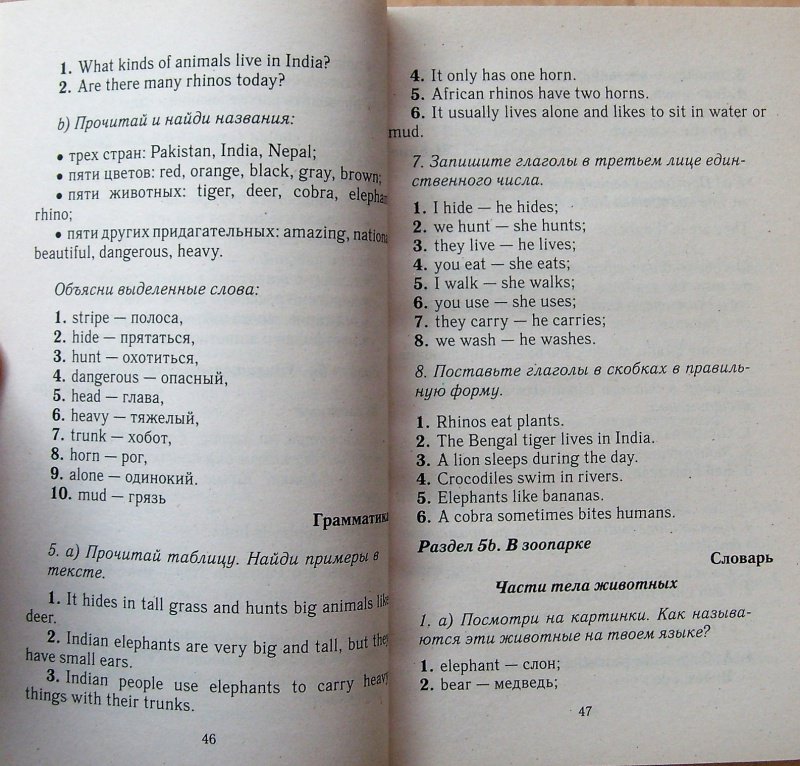 1. What kinds of animals live in India?
2. Are there many rhinos today?
b) Прочитай и найди названия:
• трех стран: Pakistan, India, Nepal;
• пяти цветов: red, orange, black, gray, brown;
• пяти животных: tiger, deer, cobra, elephan
rhino;
• пяти других придагательных: amazing, nationa
beautiful, dangerous, heavy.
Объясни выделенные слова:
1. stripe — полоса,
2. hide — прятаться,
3. hunt — охотиться,
4. dangerous — опасный,
5. head — глава,
6. heavy — тяжелый,
7. trunk — хобот,
8. horn — рог,
9. alone — одинокий.
10. mud — грязь
Грамматика
5. а) Прочитай таблицу. Найди примеры в
тексте.
1. It hides in tall grass and hunts big animals like
deer.
2. Indian elephants are very big and tall, but they
have small ears.
3. Indian people use elephants to carry heavy
things with their trunks.
46
4. It only has one horn.
5. African rhinos have two horns.
6. It usually lives alone and likes to sit in water or
mud.
7. Запишите глаголы в третьем лице един-
ственного числа.
1. I hide — he hides;
2. we hunt — she hunts;
3. they live — he lives;
4. you eat — she eats;
5. I walk — she walks;
6. you use — she uses;
7. they carry — he carries;
8. we wash — he washes.
8. Поставьте глаголы в скобках в правиль-
ную форму.
1. Rhinos eat plants.
2. The Bengal tiger lives in India.
3. A lion sleeps during the day.
4. Crocodiles swim in rivers.
5. Elephants like bananas.
6. A cobra sometimes bites humans.
Раздел 5b. В зоопарке
Словарь
Части тела животных
1. а) Посмотри на картинки. Как называ-
ются эти животные на твоем языке?
1. elephant — слон;
2. bear — медведь;
47